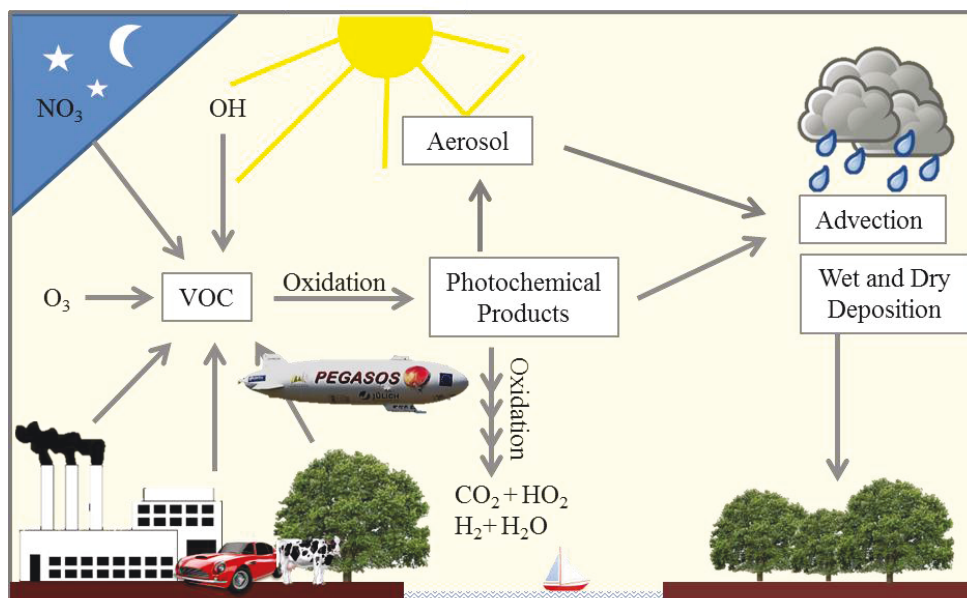 NO₃
OH
Aerosol
Advection
O₃
VOC
Oxidation
Photochemical
Products
Wet and Dry
Deposition
PEGASOS
JÜLICH
Oxidation
CO₂ + HO₂
H₂ + H₂O